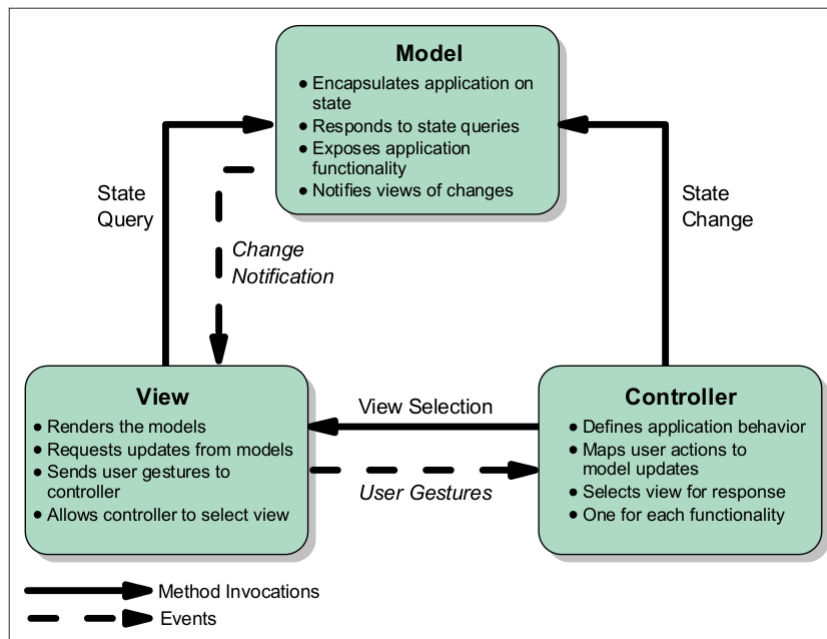 Model
● Encapsulates application on
state
● Responds to state queries
● Exposes application
functionality
● Notifies views of changes
State
Query
Change
Notification
State
Change
View
● Renders the models
● Requests updates from models
● Sends user gestures to
controller
● Allows controller to select view
View Selection
User Gestures
Controller
● Defines application behavior
● Maps user actions to
model updates
● Selects view for response
● One for each functionality
Method Invocations
Events